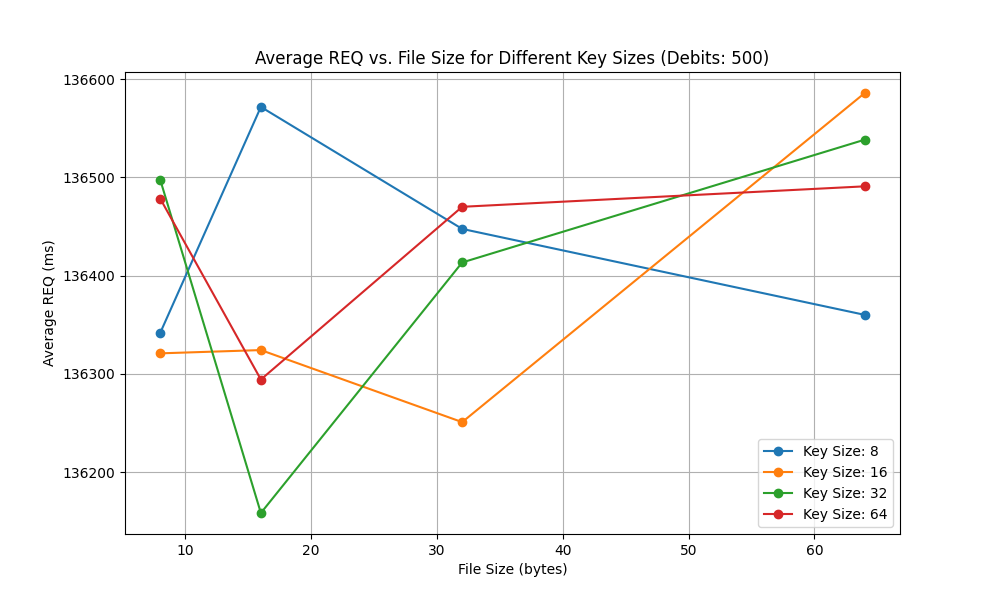 Average REQ vs. File Size for Different Key Sizes (Debits: 500)
Average REQ (ms)
136600
136500
136400
136300
136200
10 20 30 40 50 60
File Size (bytes)
Key Size: 8
Key Size: 16
Key Size: 32
Key Size: 64